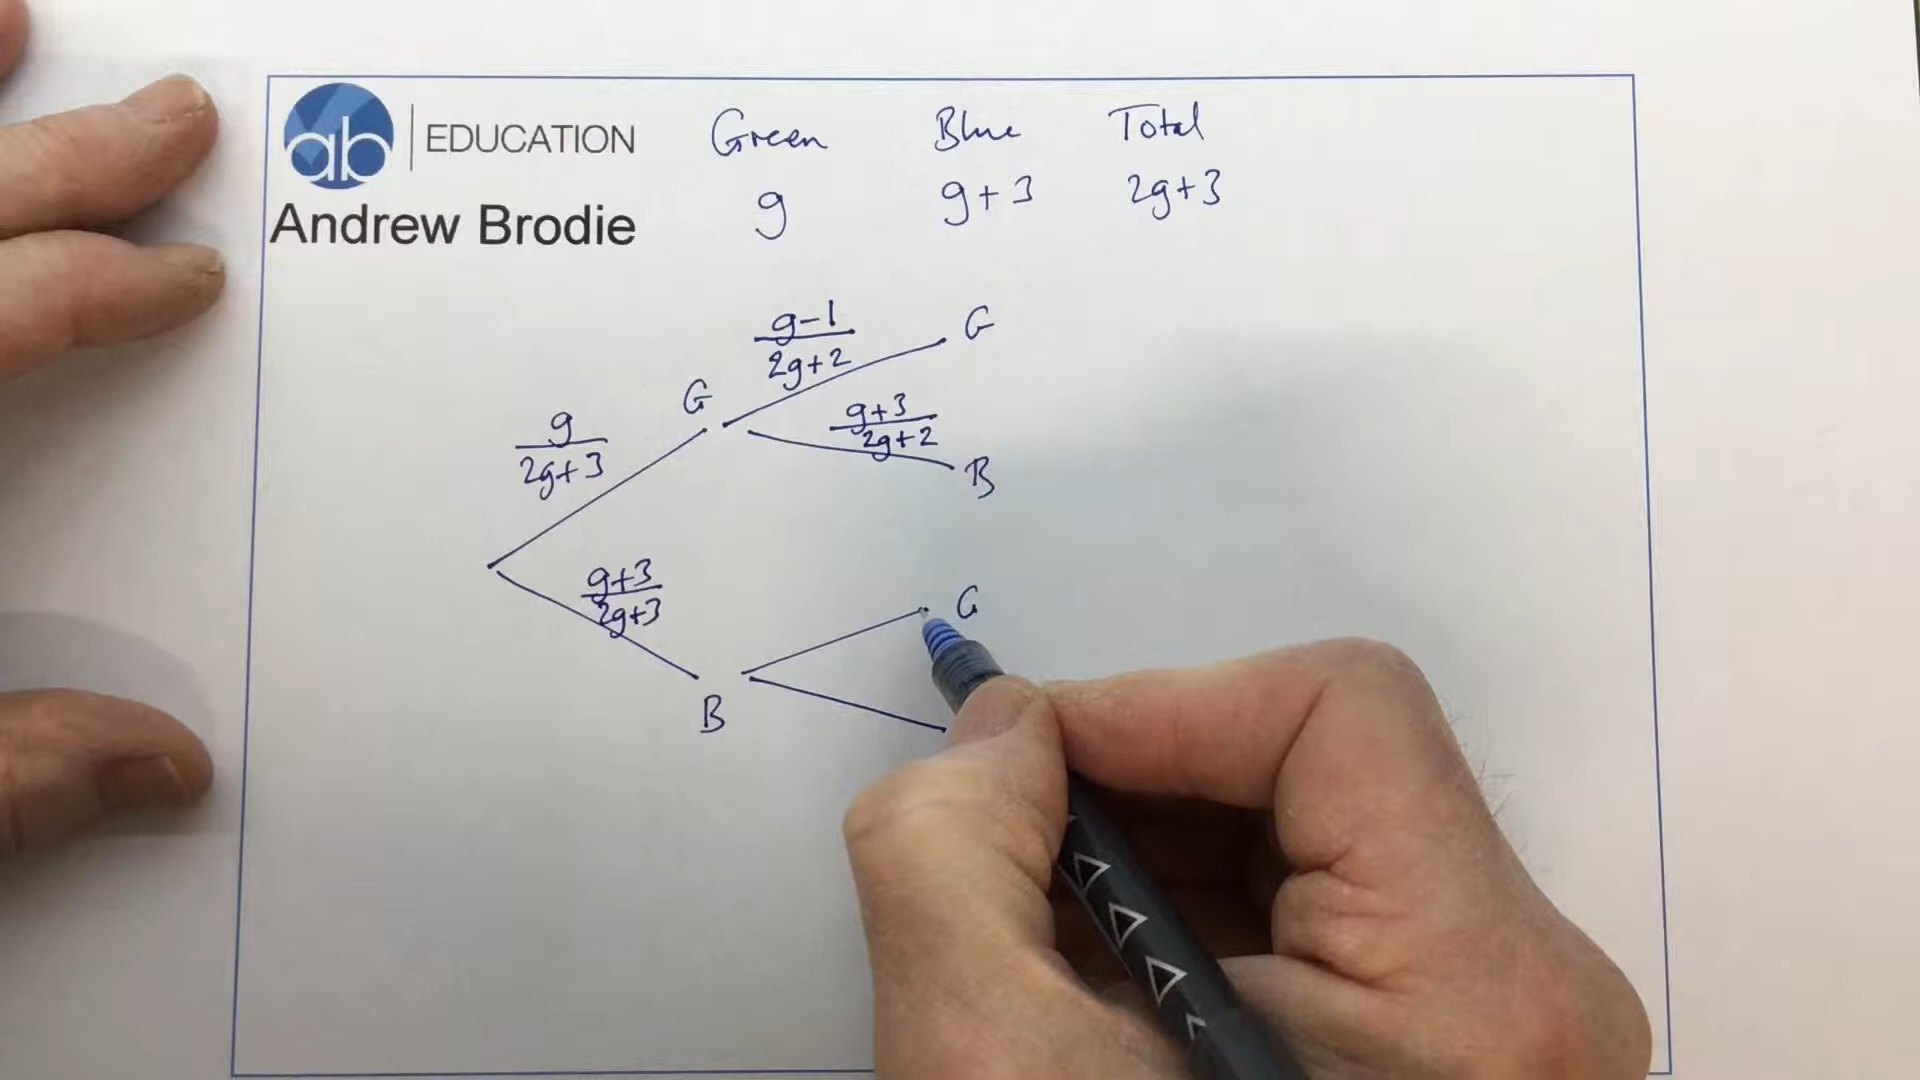 ab EDUCATION
Andrew Brodie
Green Blue Total
g g+3 2g+3
g-1
2g+2
G
G
g+3
2g+2
B
g
2g+3
g+3
2g+3
B
G